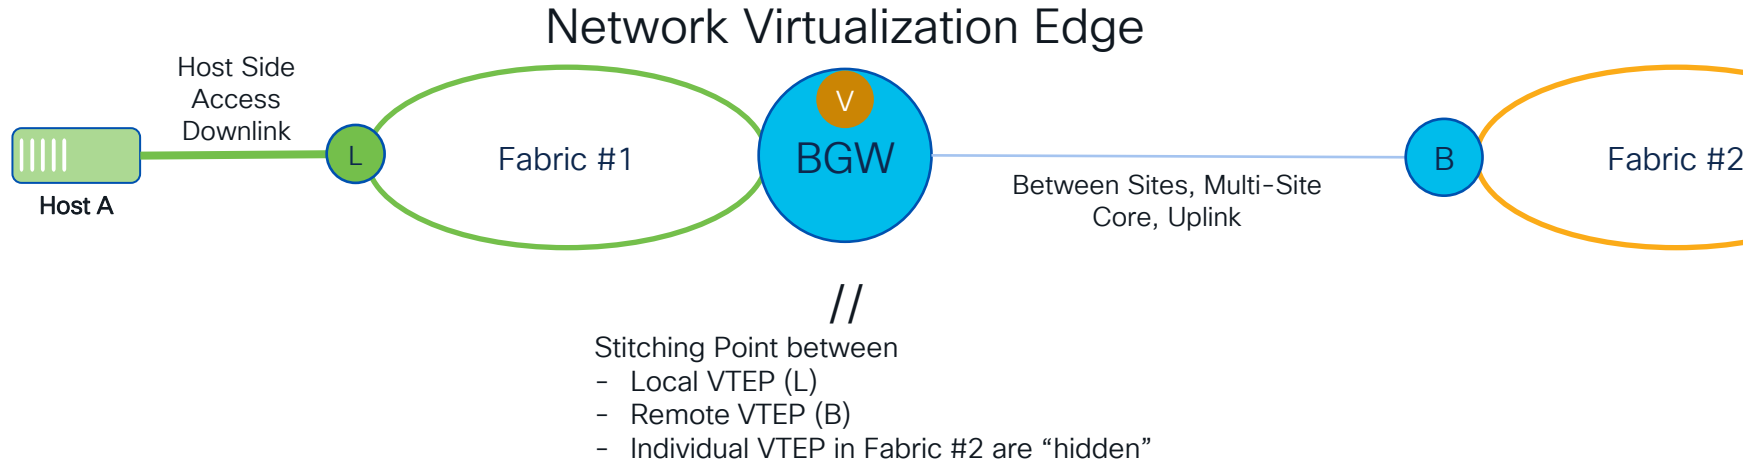 Network Virtualization Edge
Host Side
Access
Downlink
Host A
L
Fabric #1
V
BGW
Between Sites, Multi-Site
Core, Uplink
B
Fabric #2
//
Stitching Point between
- Local VTEP (L)
- Remote VTEP (B)
- Individual VTEP in Fabric #2 are “hidden”